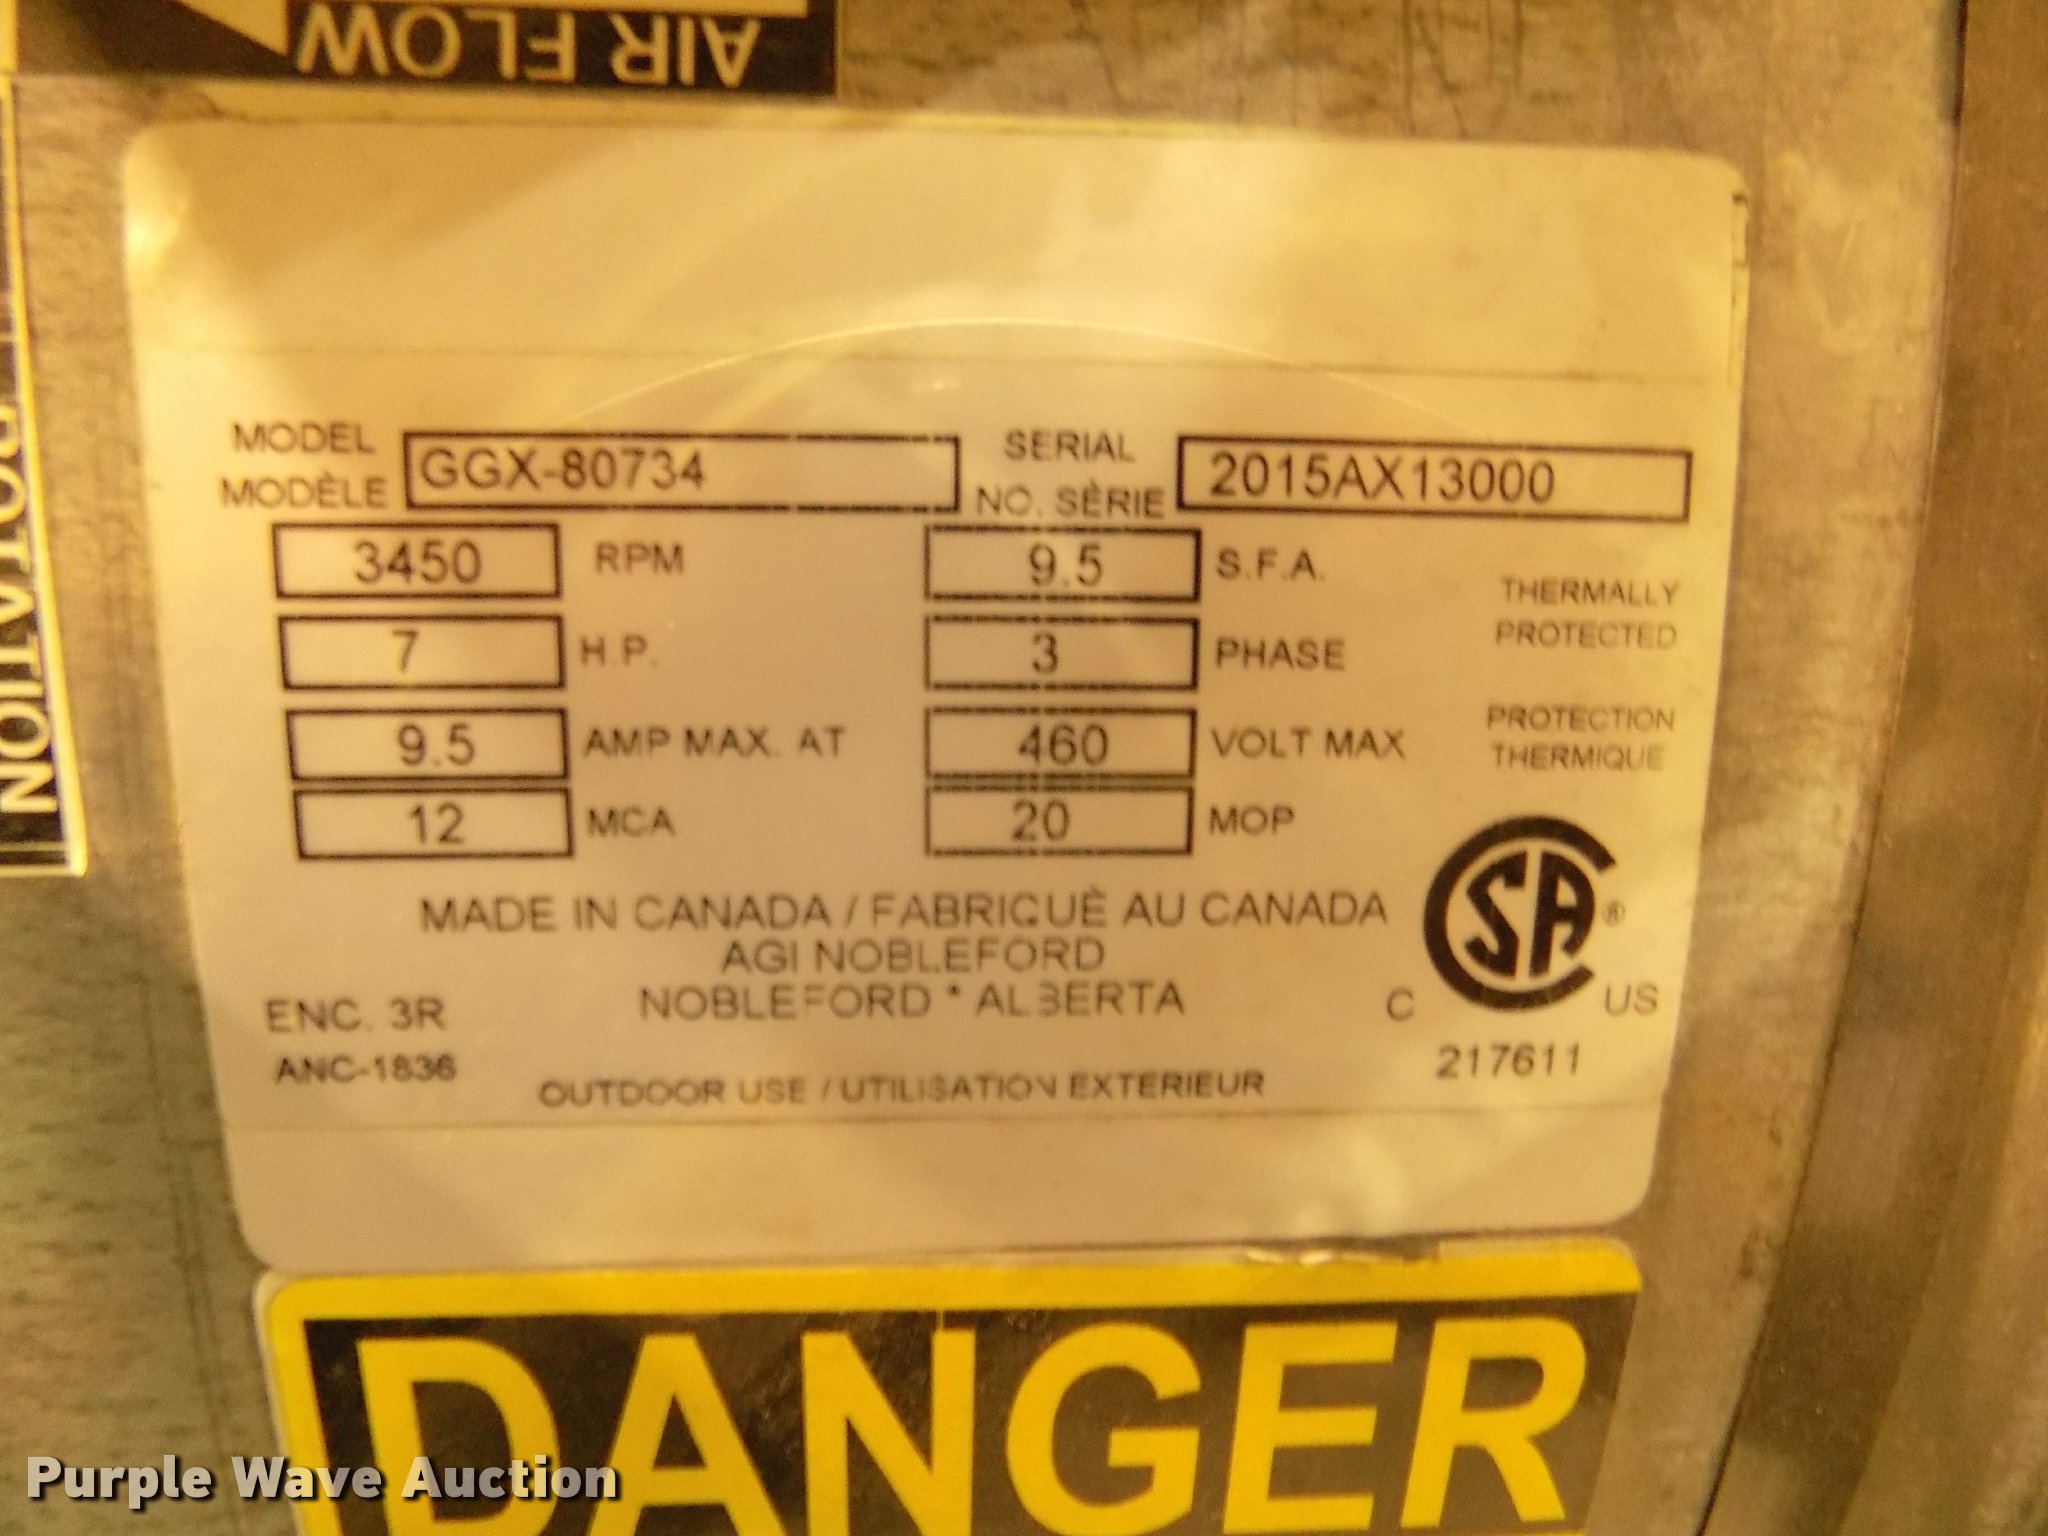 AIR FLOW
ROTATION
MODEL
MODÈLE
GGX-80734
SERIAL
NO. SÈRIE
2015AX13000
3450 RPM
9.5 S.F.A.
7 H.P.
3 PHASE
THERMALLY
PROTECTED
9.5 AMP MAX. AT
460 VOLT MAX
PROTECTION
THERMIQUE
12 MCA
20 MOP
MADE IN CANADA / FABRIQUÈ AU CANADA
AGI NOBLEFORD
NOBLEFORD * ALBERTA
ENC. 3R
ANC-1836
OUTDOOR USE / UTILISATION EXTERIEUR
C SA ® US
217611
DANGER
Purple Wave Auction